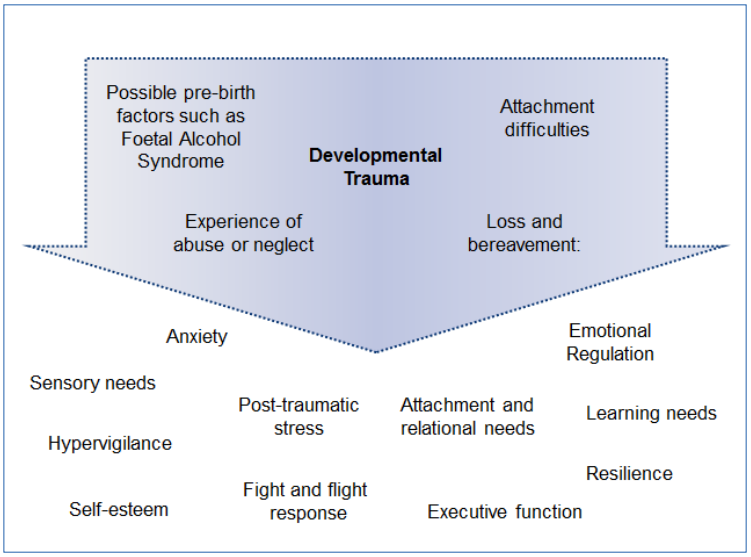 Possible pre-birth
factors such as
Foetal Alcohol
Syndrome
Attachment
difficulties
Developmental
Trauma
Experience of
abuse or neglect
Loss and
bereavement:
Anxiety
Emotional
Regulation
Sensory needs
Post-traumatic
stress
Attachment and
relational needs
Learning needs
Hypervigilance
Resilience
Self-esteem
Fight and flight
response
Executive function